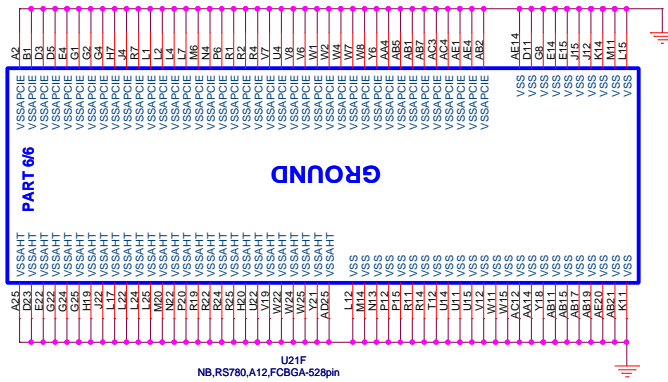 A2 B1 D3 D5 E4 G1 G2 G4 H7 J4 R7 L1 L2 L4 L7 M6 N4 P6 R1 R2 R4 V7 U4 V8 V6 W1 W2 W4 W7 W8 Y6 AA4 AB5 AB1 AB7 AC3 AC4 AE1 AE4 AB2 AE14 D11 G8 E14 E15 J15 J12 K14 M11 L15
VSSAPCIE VSSAPCIE VSSAPCIE VSSAPCIE VSSAPCIE VSSAPCIE VSSAPCIE VSSAPCIE VSSAPCIE VSSAPCIE VSSAPCIE VSSAPCIE VSSAPCIE VSSAPCIE VSSAPCIE VSSAPCIE VSSAPCIE VSSAPCIE VSSAPCIE VSSAPCIE VSSAPCIE VSSAPCIE VSSAPCIE VSSAPCIE VSSAPCIE VSSAPCIE VSSAPCIE VSSAPCIE VSSAPCIE VSSAPCIE VSSAPCIE VSSAPCIE VSSAPCIE VSSAPCIE VSSAPCIE VSSAPCIE VSSAPCIE VSSAPCIE VSSAPCIE VSSAPCIE VSS VSS VSS VSS VSS VSS VSS VSS VSS VSS
PART 6/6
GROUND
VSSAHT VSSAHT VSSAHT VSSAHT VSSAHT VSSAHT VSSAHT VSSAHT VSSAHT VSSAHT VSSAHT VSSAHT VSSAHT VSSAHT VSSAHT VSSAHT VSSAHT VSSAHT VSSAHT VSSAHT VSSAHT VSSAHT VSSAHT VSSAHT VSSAHT VSSAHT VSSAHT VSS VSS VSS VSS VSS VSS VSS VSS VSS VSS VSS VSS VSS VSS VSS VSS VSS VSS VSS VSS VSS VSS VSS VSS
A25 D23 E22 G22 G24 G25 H19 J22 L17 L22 L24 L25 M20 N22 P20 R19 R22 R24 R25 H20 U22 V19 W22 W24 W25 Y21 AD25 L12 M14 N13 P12 P15 R11 R14 T12 U14 U11 U15 V12 W11 W15 AC12 AA14 Y18 AB11 AB15 AB17 AB19 AE20 AB21 K11
U21F
NB,RS780,A12,FCBGA-528pin